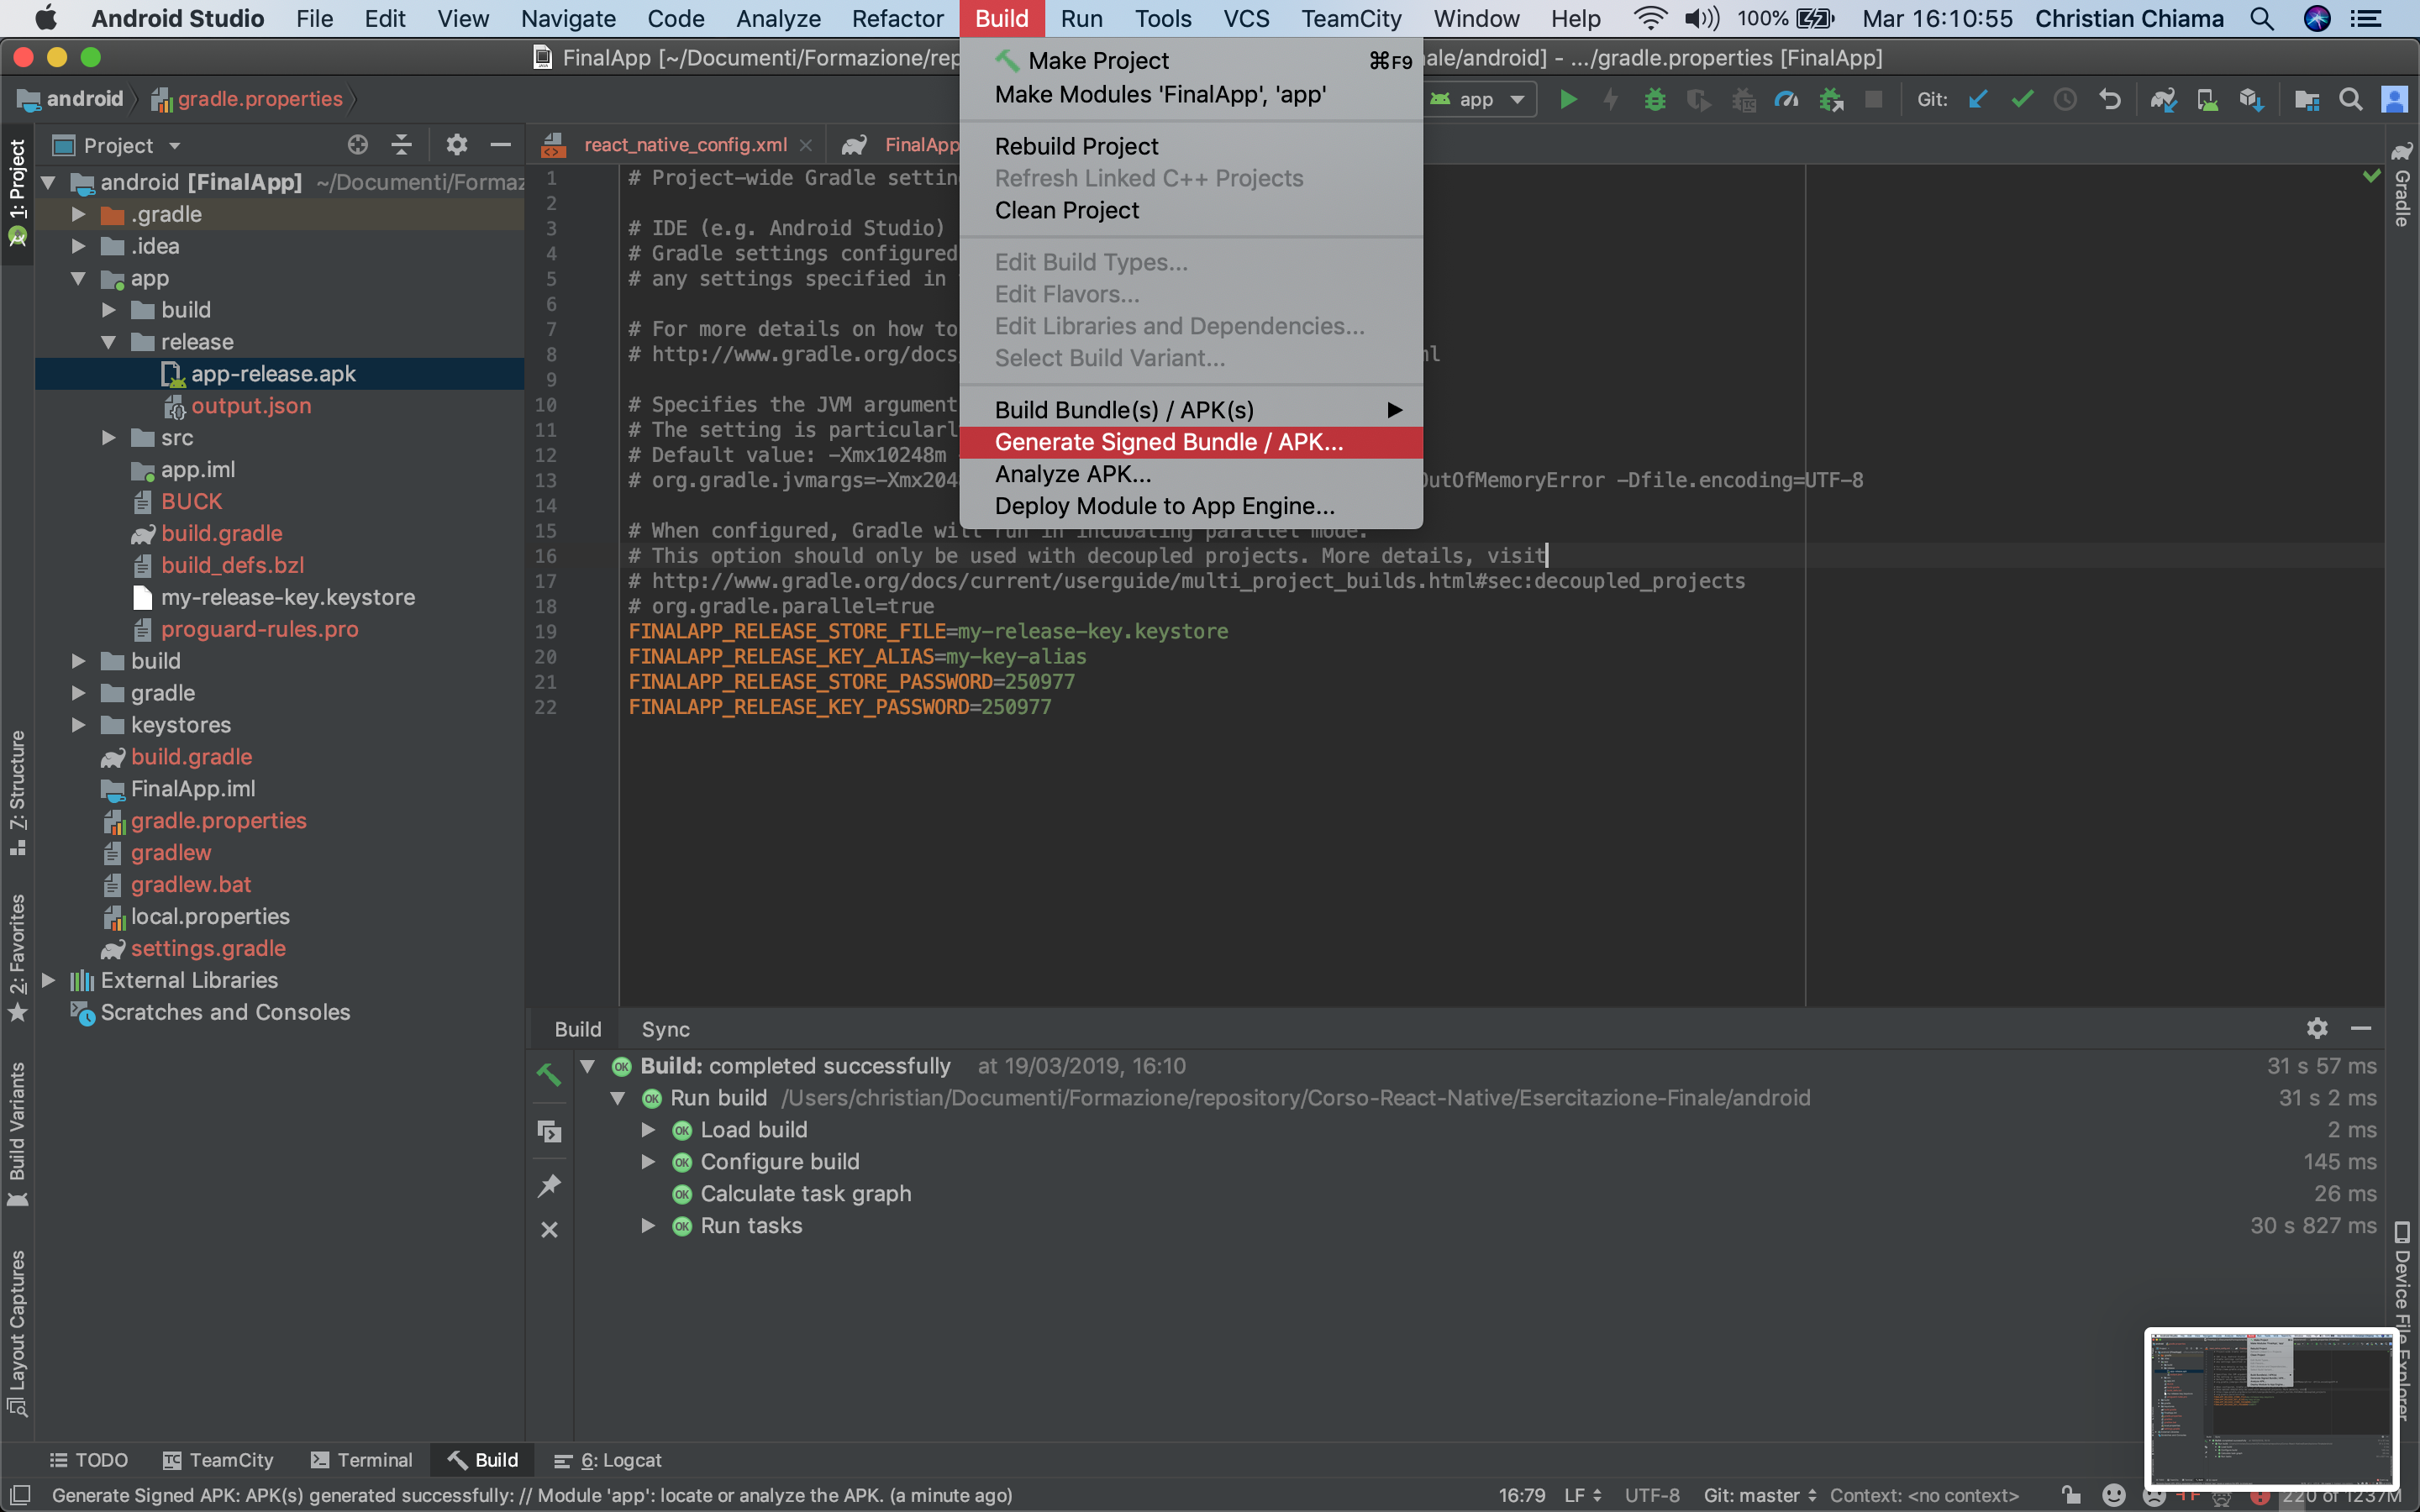 Android Studio File Edit View Navigate Code Analyze Refactor Build Run Tools VCS TeamCity Window Help 100% Mar 16:10:55 Christian Chiama
FinalApp [~/Documenti/Formazione/rep ale/android] - .../gradle.properties [FinalApp]
android gradle.properties app Git:
Make Project ⌘F9
Make Modules 'FinalApp', 'app'
Rebuild Project
Refresh Linked C++ Projects
Clean Project
Edit Build Types...
Edit Flavors...
Edit Libraries and Dependencies...
Select Build Variant...
Build Bundle(s) / APK(s)
Generate Signed Bundle / APK...
Analyze APK...
Deploy Module to App Engine...
1: Project
Z: Structure
2: Favorites
Build Variants
Layout Captures
Project
android [FinalApp] ~/Documenti/Formaz
.gradle
.idea
app
build
release
app-release.apk
output.json
src
app.iml
BUCK
build.gradle
build_defs.bzl
my-release-key.keystore
proguard-rules.pro
build
gradle
keystores
build.gradle
FinalApp.iml
gradle.properties
gradlew
gradlew.bat
local.properties
settings.gradle
External Libraries
Scratches and Consoles
react_native_config.xml FinalApp
1 # Project-wide Gradle settin
2
3 # IDE (e.g. Android Studio)
4 # Gradle settings configured
5 # any settings specified in
6
7 # For more details on how to
8 # http://www.gradle.org/docs
9
10 # Specifies the JVM argument
11 # The setting is particularl
12 # Default value: -Xmx10248m
13 # org.gradle.jvmargs=-Xmx204 utOfMemoryError -Dfile.encoding=UTF-8
14
15 # When configured, Gradle will run in incubating parallel mode.
16 # This option should only be used with decoupled projects. More details, visit
17 # http://www.gradle.org/docs/current/userguide/multi_project_builds.html#sec:decoupled_projects
18 # org.gradle.parallel=true
19 FINALAPP_RELEASE_STORE_FILE=my-release-key.keystore
20 FINALAPP_RELEASE_KEY_ALIAS=my-key-alias
21 FINALAPP_RELEASE_STORE_PASSWORD=250977
22 FINALAPP_RELEASE_KEY_PASSWORD=250977
Gradle
Device File Explorer
Build Sync
Build: completed successfully at 19/03/2019, 16:10 31 s 57 ms
Run build /Users/christian/Documenti/Formazione/repository/Corso-React-Native/Esercitazione-Finale/android 31 s 2 ms
Load build 2 ms
Configure build 145 ms
Calculate task graph 26 ms
Run tasks 30 s 827 ms
TODO TeamCity Terminal Build 6: Logcat
Generate Signed APK: APK(s) generated successfully: // Module 'app': locate or analyze the APK. (a minute ago) 16:79 LF UTF-8 Git: master Context: <no context> 220 of 1237M